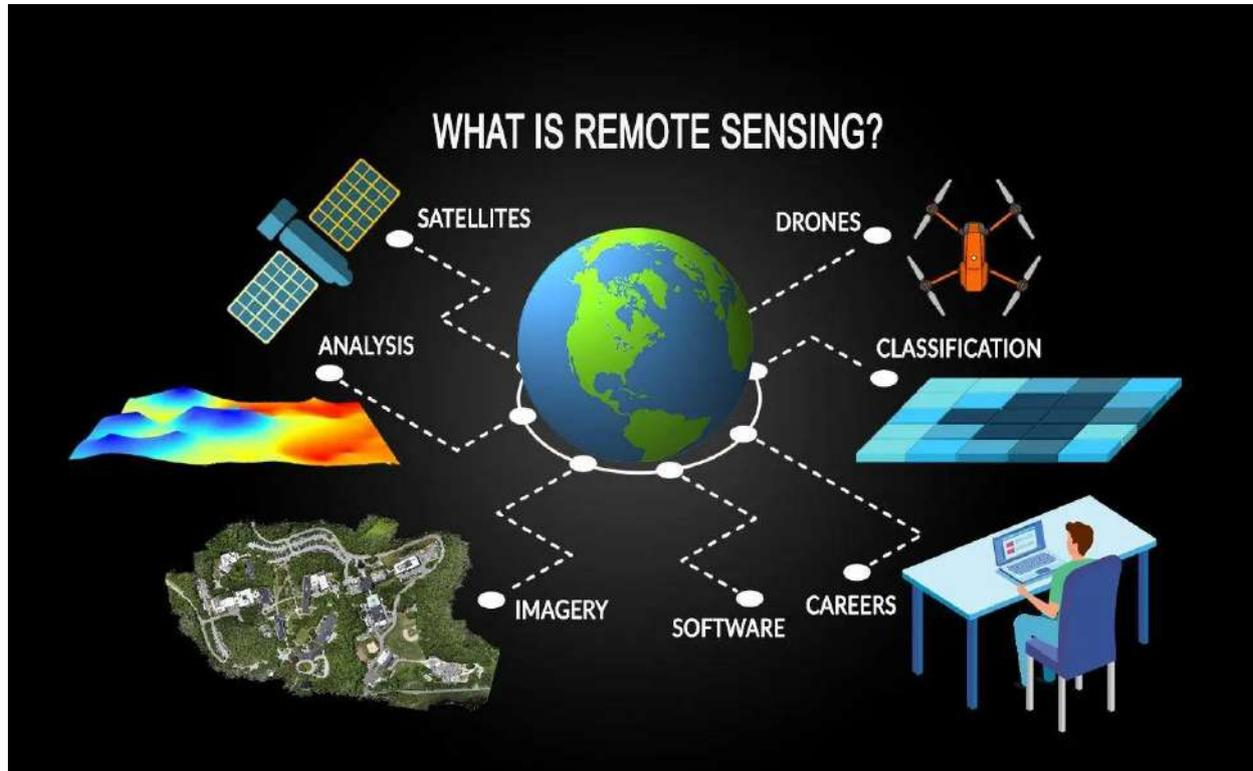 WHAT IS REMOTE SENSING?
SATELLITES
DRONES
ANALYSIS
CLASSIFICATION
IMAGERY
SOFTWARE
CAREERS